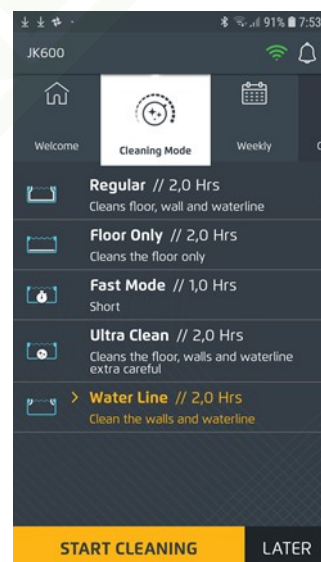 91% 7:53
JK600
Welcome
Cleaning Mode
Weekly
Regular // 2,0 Hrs
Cleans floor, wall and waterline
Floor Only // 2,0 Hrs
Cleans the floor only
Fast Mode // 1,0 Hrs
Short
Ultra Clean // 2,0 Hrs
Cleans the floor, walls and waterline
extra careful
> Water Line // 2,0 Hrs
Clean the walls and waterline
START CLEANING
LATER